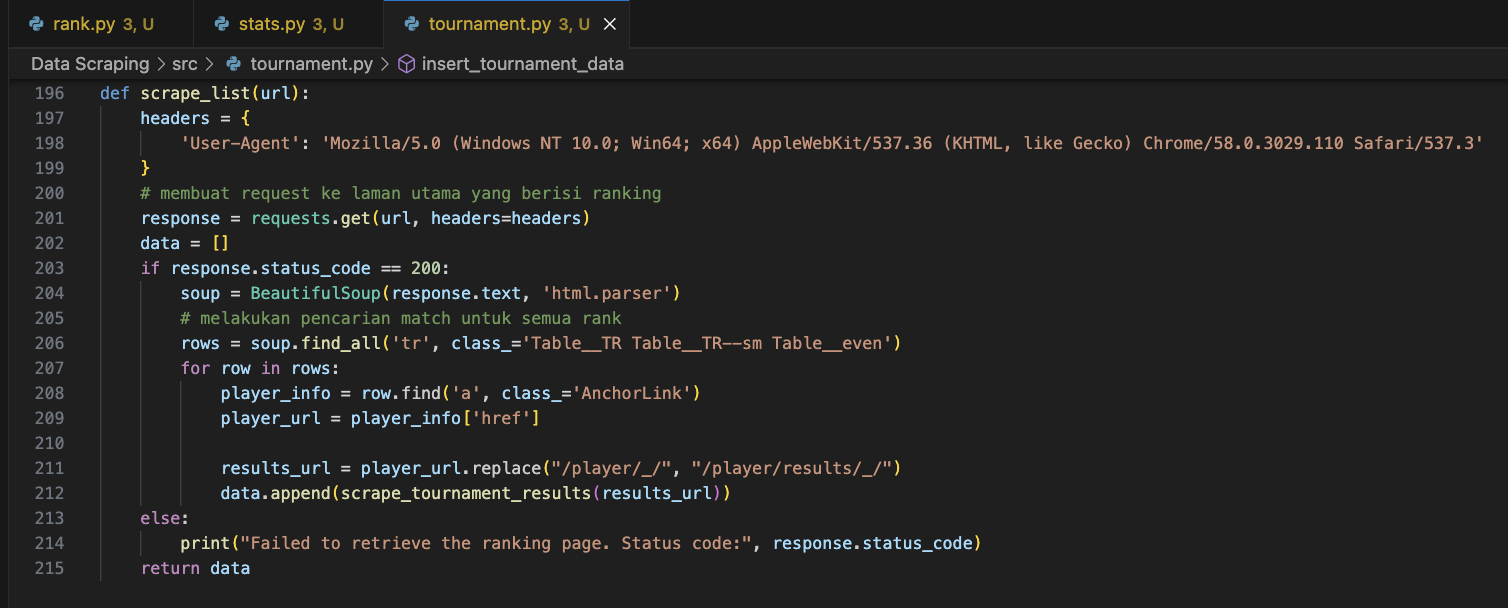 rank.py 3, U stats.py 3, U tournament.py 3, U ×
Data Scraping > src > tournament.py > insert_tournament_data
196 def scrape_list(url):
197     headers = {
198         'User-Agent': 'Mozilla/5.0 (Windows NT 10.0; Win64; x64) AppleWebKit/537.36 (KHTML, like Gecko) Chrome/58.0.3029.110 Safari/537.3'
199     }
200     # membuat request ke laman utama yang berisi ranking
201     response = requests.get(url, headers=headers)
202     data = []
203     if response.status_code == 200:
204         soup = BeautifulSoup(response.text, 'html.parser')
205         # melakukan pencarian match untuk semua rank
206         rows = soup.find_all('tr', class_='Table__TR Table__TR--sm Table__even')
207         for row in rows:
208             player_info = row.find('a', class_='AnchorLink')
209             player_url = player_info['href']
210
211             results_url = player_url.replace("/player/_/", "/player/results/_/")
212             data.append(scrape_tournament_results(results_url))
213     else:
214         print("Failed to retrieve the ranking page. Status code:", response.status_code)
215     return data